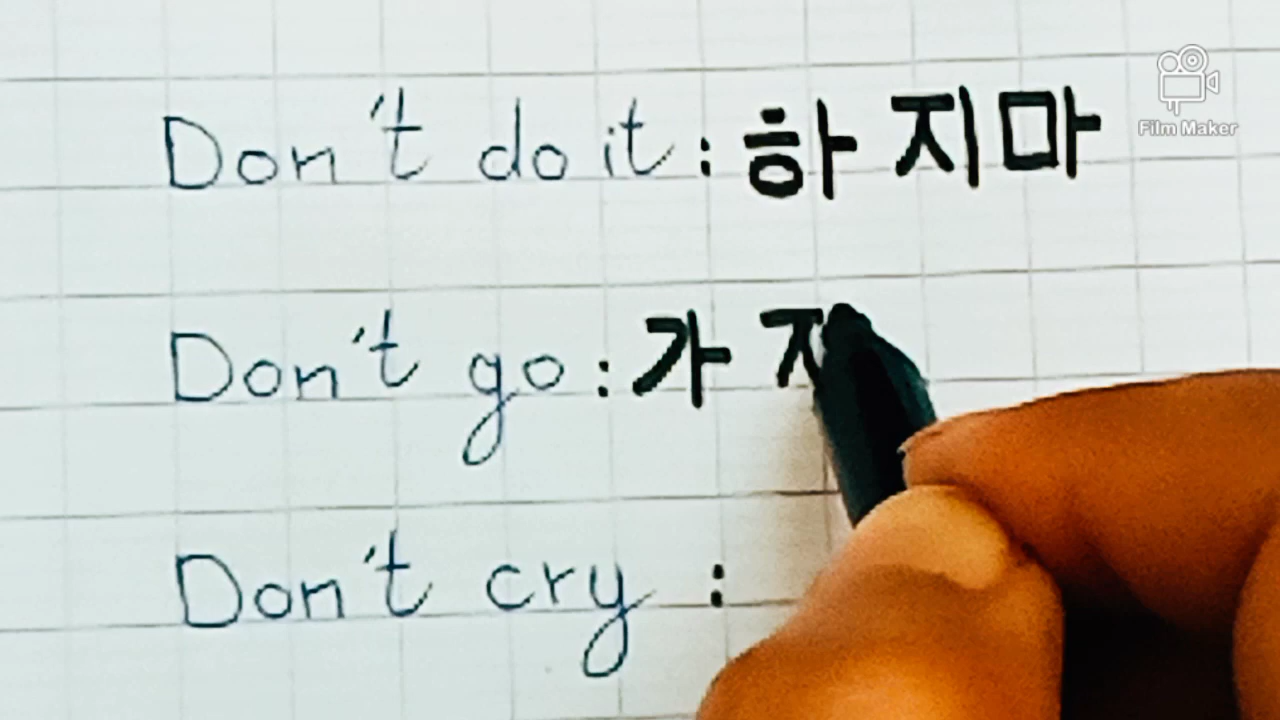 Don't do it : 하지마
Film Maker
Don't go : 가
Don't cry :